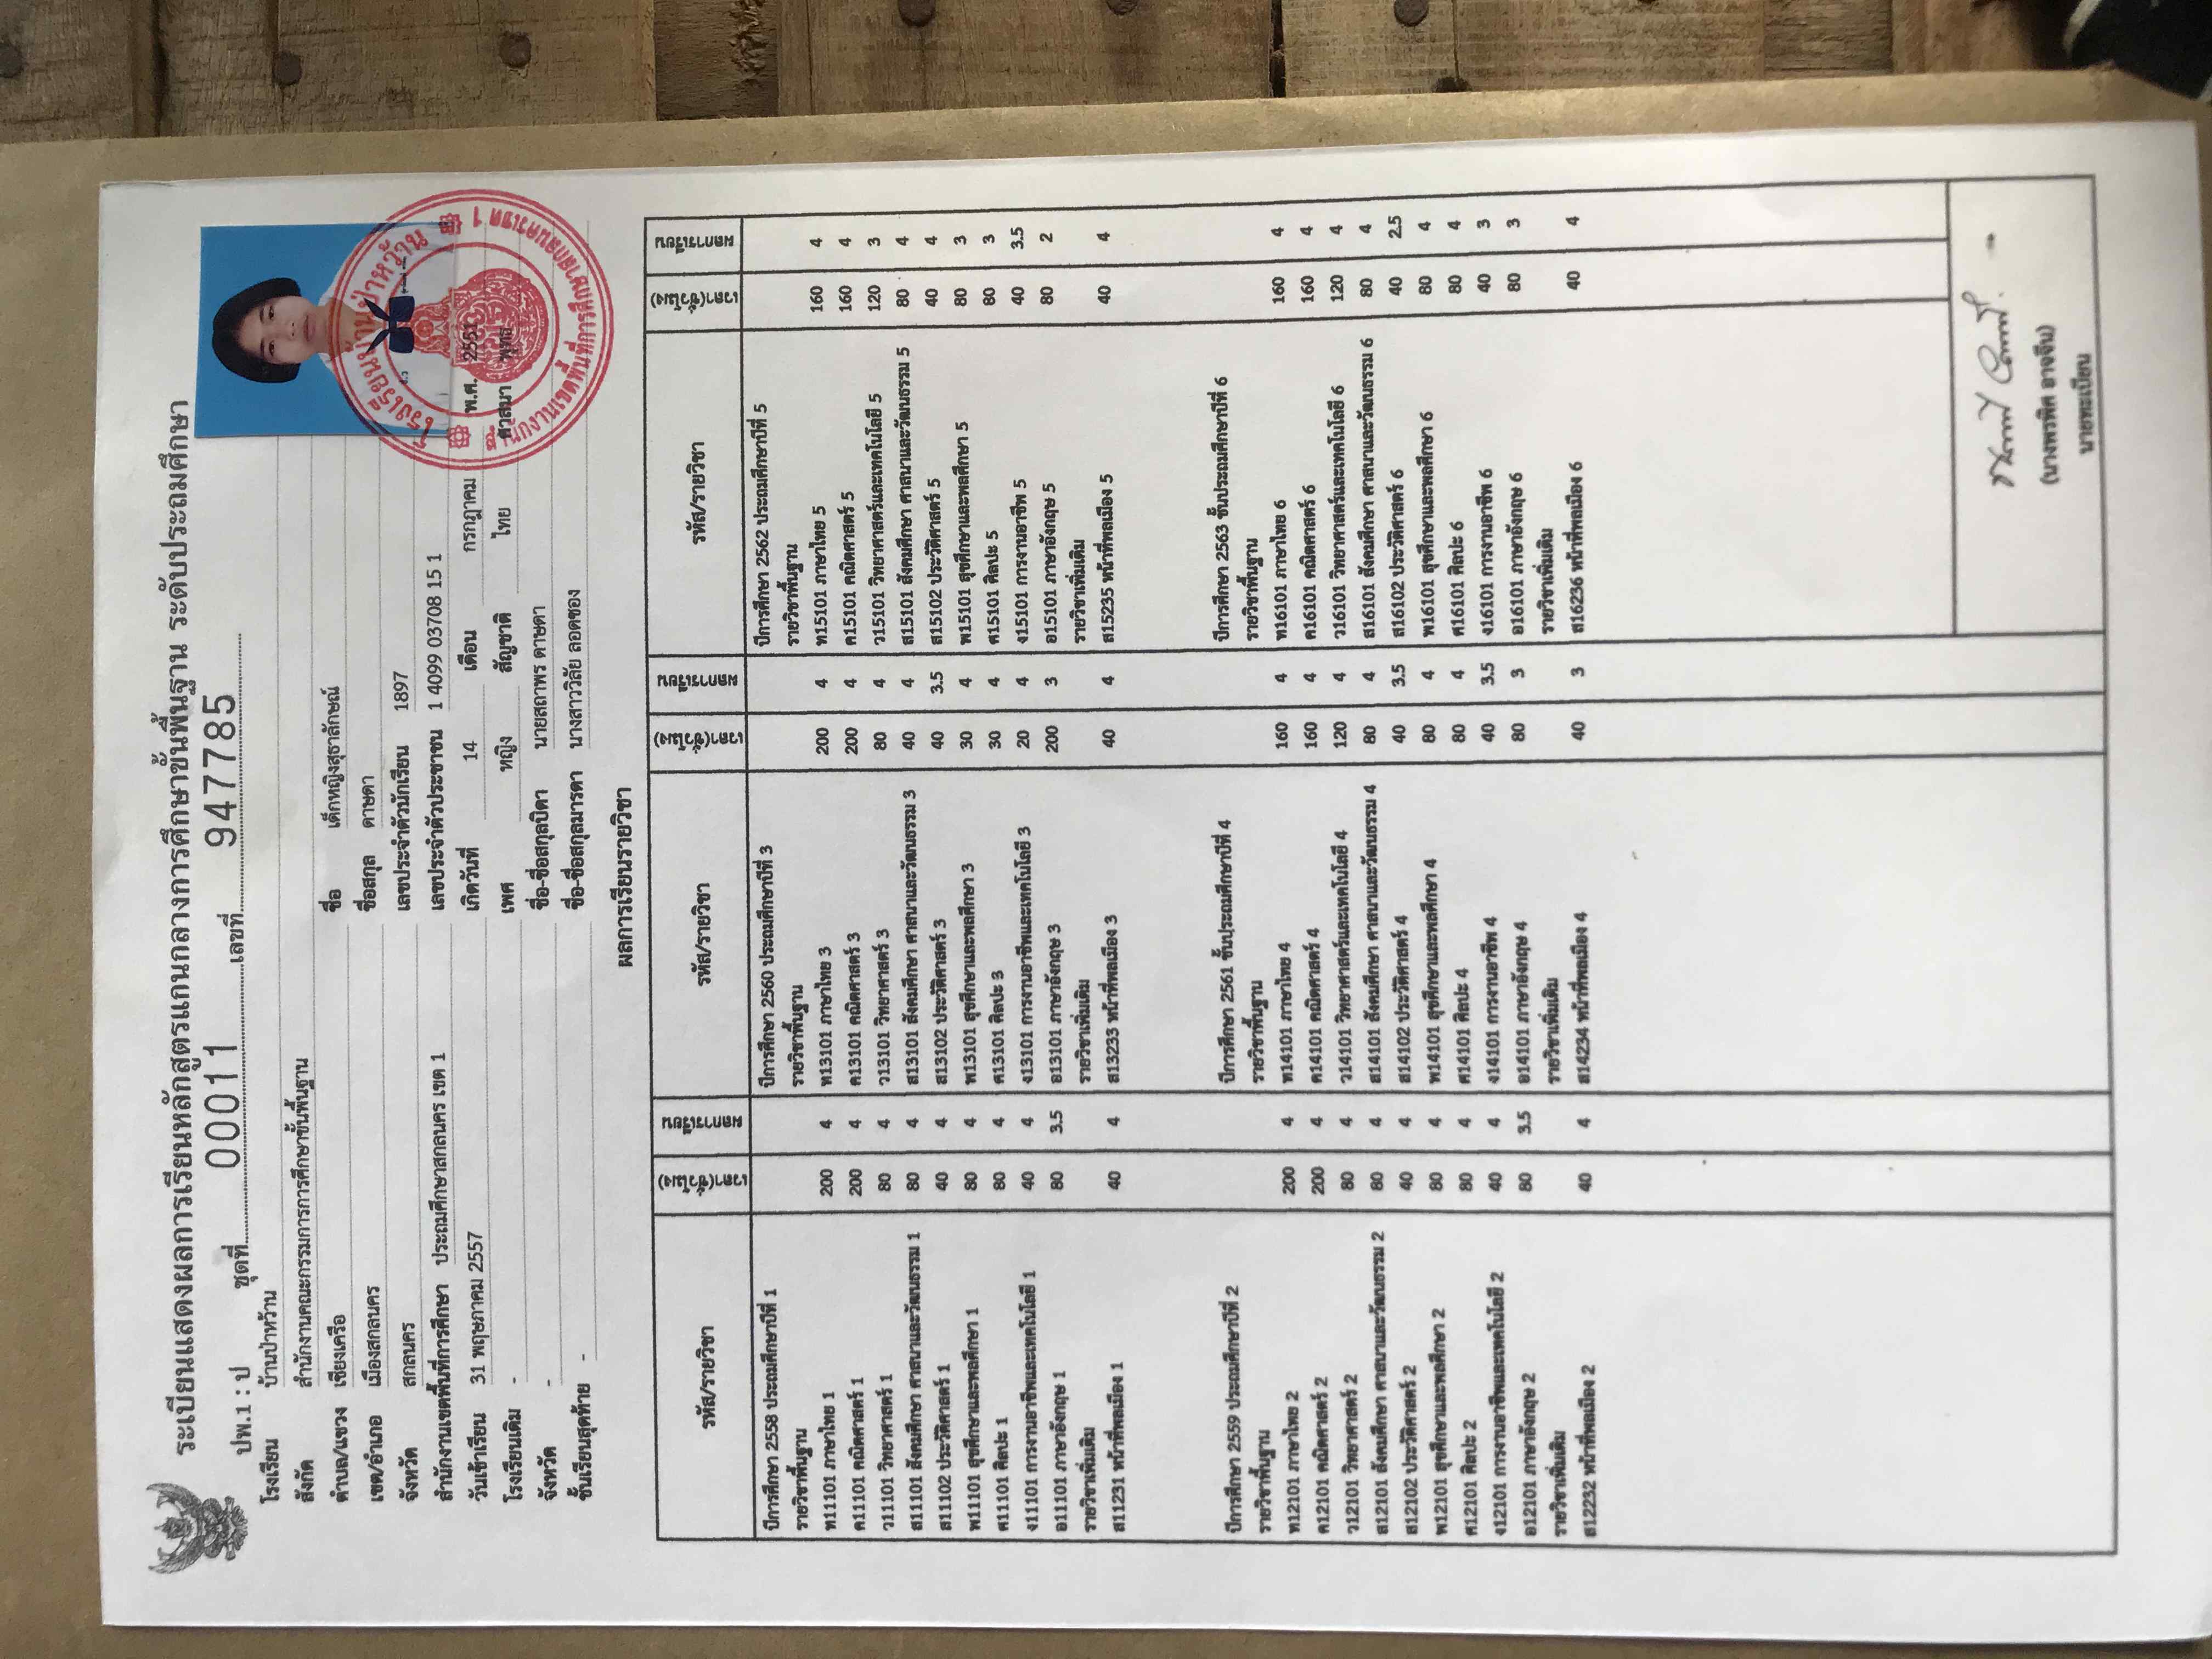 ระเบียนแสดงผลการเรียนหลักสูตรแกนกลางการศึกษาขั้นพื้นฐาน ระดับประถมศึกษา
ปพ.1 : ป ชุดที่ 00011 เลขที่ 947785
โรงเรียน บ้านป่าหว้าน
สังกัด สำนักงานคณะกรรมการการศึกษาขั้นพื้นฐาน
ตำบล/แขวง เชียงเครือ
เขต/อำเภอ เมืองสกลนคร
จังหวัด สกลนคร
สำนักงานเขตพื้นที่การศึกษา ประถมศึกษาสกลนคร เขต 1
วันเข้าเรียน 31 พฤษภาคม 2557
โรงเรียนเดิม -
จังหวัด -
ชั้นเรียนสุดท้าย -
ชื่อ เด็กหญิงสุธาลักษณ์
ชื่อสกุล ดาษดา
เลขประจำตัวนักเรียน 1897
เลขประจำตัวประชาชน 1 4099 03708 15 1
เกิดวันที่ 14 เดือน กรกฎาคม พ.ศ. 2551
เพศ หญิง สัญชาติ ไทย ศาสนา พุทธ
ชื่อ-ชื่อสกุลบิดา นายสถาพร ดาษดา
ชื่อ-ชื่อสกุลมารดา นางสาววิลัย ลอดซอง
โรงเรียนบ้านป่าหว้าน
สำนักงานเขตพื้นที่การศึกษาสกลนครเขต 1
ผลการเรียนรายวิชา
รหัส/รายวิชา เวลา(ชั่วโมง) ผลการเรียน
ปีการศึกษา 2558 ประถมศึกษาปีที่ 1
รายวิชาพื้นฐาน
ท11101 ภาษาไทย 1 200 4
ค11101 คณิตศาสตร์ 1 200 4
ว11101 วิทยาศาสตร์ 1 80 4
ส11101 สังคมศึกษา ศาสนาและวัฒนธรรม 1 80 4
ส11102 ประวัติศาสตร์ 1 40 4
พ11101 สุขศึกษาและพลศึกษา 1 80 4
ศ11101 ศิลปะ 1 80 4
ง11101 การงานอาชีพและเทคโนโลยี 1 40 4
อ11101 ภาษาอังกฤษ 1 80 3.5
รายวิชาเพิ่มเติม
ส11231 หน้าที่พลเมือง 1 40 4
ปีการศึกษา 2559 ประถมศึกษาปีที่ 2
รายวิชาพื้นฐาน
ท12101 ภาษาไทย 2 200 4
ค12101 คณิตศาสตร์ 2 200 4
ว12101 วิทยาศาสตร์ 2 80 4
ส12101 สังคมศึกษา ศาสนาและวัฒนธรรม 2 80 4
ส12102 ประวัติศาสตร์ 2 40 4
พ12101 สุขศึกษาและพลศึกษา 2 80 4
ศ12101 ศิลปะ 2 80 4
ง12101 การงานอาชีพและเทคโนโลยี 2 40 4
อ12101 ภาษาอังกฤษ 2 80 3.5
รายวิชาเพิ่มเติม
ส12232 หน้าที่พลเมือง 2 40 4
รหัส/รายวิชา เวลา(ชั่วโมง) ผลการเรียน
ปีการศึกษา 2560 ประถมศึกษาปีที่ 3
รายวิชาพื้นฐาน
ท13101 ภาษาไทย 3 200 4
ค13101 คณิตศาสตร์ 3 200 4
ว13101 วิทยาศาสตร์ 3 80 4
ส13101 สังคมศึกษา ศาสนาและวัฒนธรรม 3 40 4
ส13102 ประวัติศาสตร์ 3 40 3.5
พ13101 สุขศึกษาและพลศึกษา 3 30 4
ศ13101 ศิลปะ 3 30 4
ง13101 การงานอาชีพและเทคโนโลยี 3 20 4
อ13101 ภาษาอังกฤษ 3 200 3
รายวิชาเพิ่มเติม
ส13233 หน้าที่พลเมือง 3 40 4
ปีการศึกษา 2561 ชั้นประถมศึกษาปีที่ 4
รายวิชาพื้นฐาน
ท14101 ภาษาไทย 4 160 4
ค14101 คณิตศาสตร์ 4 160 4
ว14101 วิทยาศาสตร์และเทคโนโลยี 4 120 4
ส14101 สังคมศึกษา ศาสนาและวัฒนธรรม 4 80 4
ส14102 ประวัติศาสตร์ 4 40 3.5
พ14101 สุขศึกษาและพลศึกษา 4 80 4
ศ14101 ศิลปะ 4 80 4
ง14101 การงานอาชีพ 4 40 3.5
อ14101 ภาษาอังกฤษ 4 80 3
รายวิชาเพิ่มเติม
ส14234 หน้าที่พลเมือง 4 40 3
รหัส/รายวิชา เวลา(ชั่วโมง) ผลการเรียน
ปีการศึกษา 2562 ประถมศึกษาปีที่ 5
รายวิชาพื้นฐาน
ท15101 ภาษาไทย 5 160 4
ค15101 คณิตศาสตร์ 5 160 4
ว15101 วิทยาศาสตร์และเทคโนโลยี 5 120 3
ส15101 สังคมศึกษา ศาสนาและวัฒนธรรม 5 80 4
ส15102 ประวัติศาสตร์ 5 40 4
พ15101 สุขศึกษาและพลศึกษา 5 80 3
ศ15101 ศิลปะ 5 80 3
ง15101 การงานอาชีพ 5 40 3.5
อ15101 ภาษาอังกฤษ 5 80 2
รายวิชาเพิ่มเติม
ส15235 หน้าที่พลเมือง 5 40 4
ปีการศึกษา 2563 ชั้นประถมศึกษาปีที่ 6
รายวิชาพื้นฐาน
ท16101 ภาษาไทย 6 160 4
ค16101 คณิตศาสตร์ 6 160 4
ว16101 วิทยาศาสตร์และเทคโนโลยี 6 120 4
ส16101 สังคมศึกษา ศาสนาและวัฒนธรรม 6 80 4
ส16102 ประวัติศาสตร์ 6 40 2.5
พ16101 สุขศึกษาและพลศึกษา 6 80 4
ศ16101 ศิลปะ 6 80 4
ง16101 การงานอาชีพ 6 40 3
อ16101 ภาษาอังกฤษ 6 80 3
รายวิชาเพิ่มเติม
ส16236 หน้าที่พลเมือง 6 40 4
(นางพรพิศ อาจจีน)
นายทะเบียน